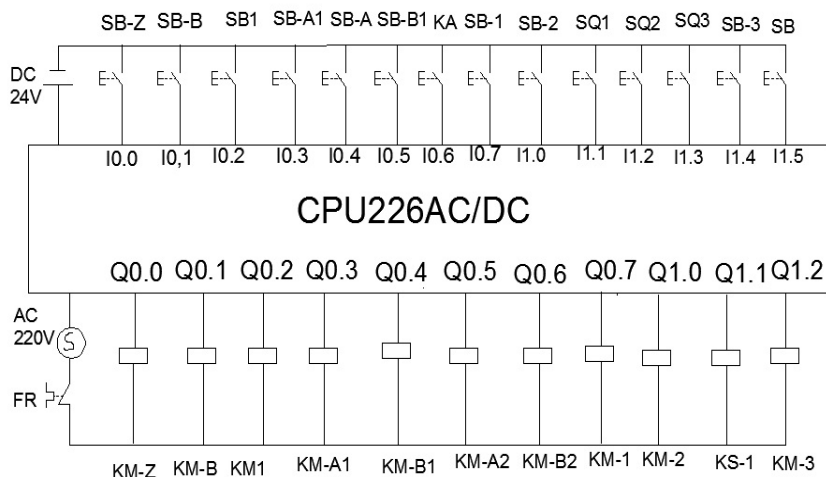 SB-Z SB-B SB1 SB-A1 SB-A SB-B1 KA SB-1 SB-2 SQ1 SQ2 SQ3 SB-3 SB
DC
24V
I0.0 I0,1 I0.2 I0.3 I0.4 I0.5 I0.6 I0.7 I1.0 I1.1 I1.2 I1.3 I1.4 I1.5
CPU226AC/DC
Q0.0 Q0.1 Q0.2 Q0.3 Q0.4 Q0.5 Q0.6 Q0.7 Q1.0 Q1.1 Q1.2
AC
220V
S
FR
KM-Z KM-B KM1 KM-A1 KM-B1 KM-A2 KM-B2 KM-1 KM-2 KS-1 KM-3